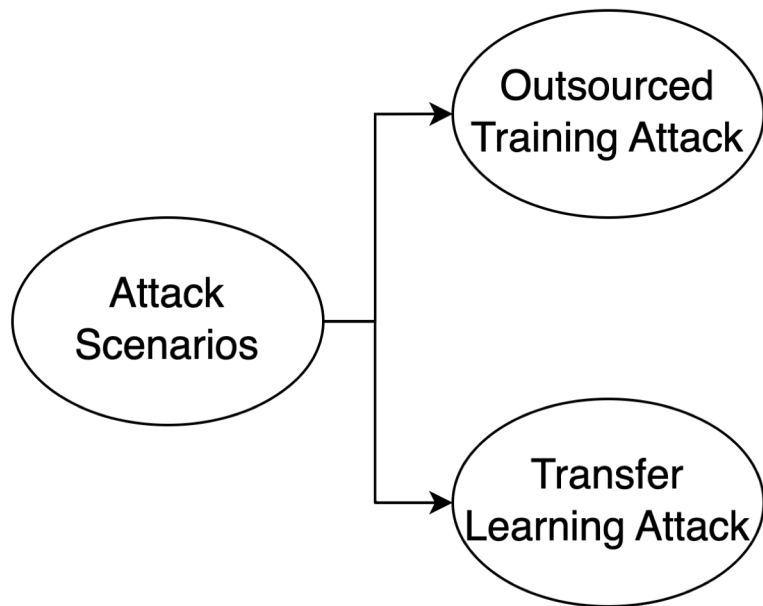 Outsourced
Training Attack
Attack
Scenarios
Transfer
Learning Attack